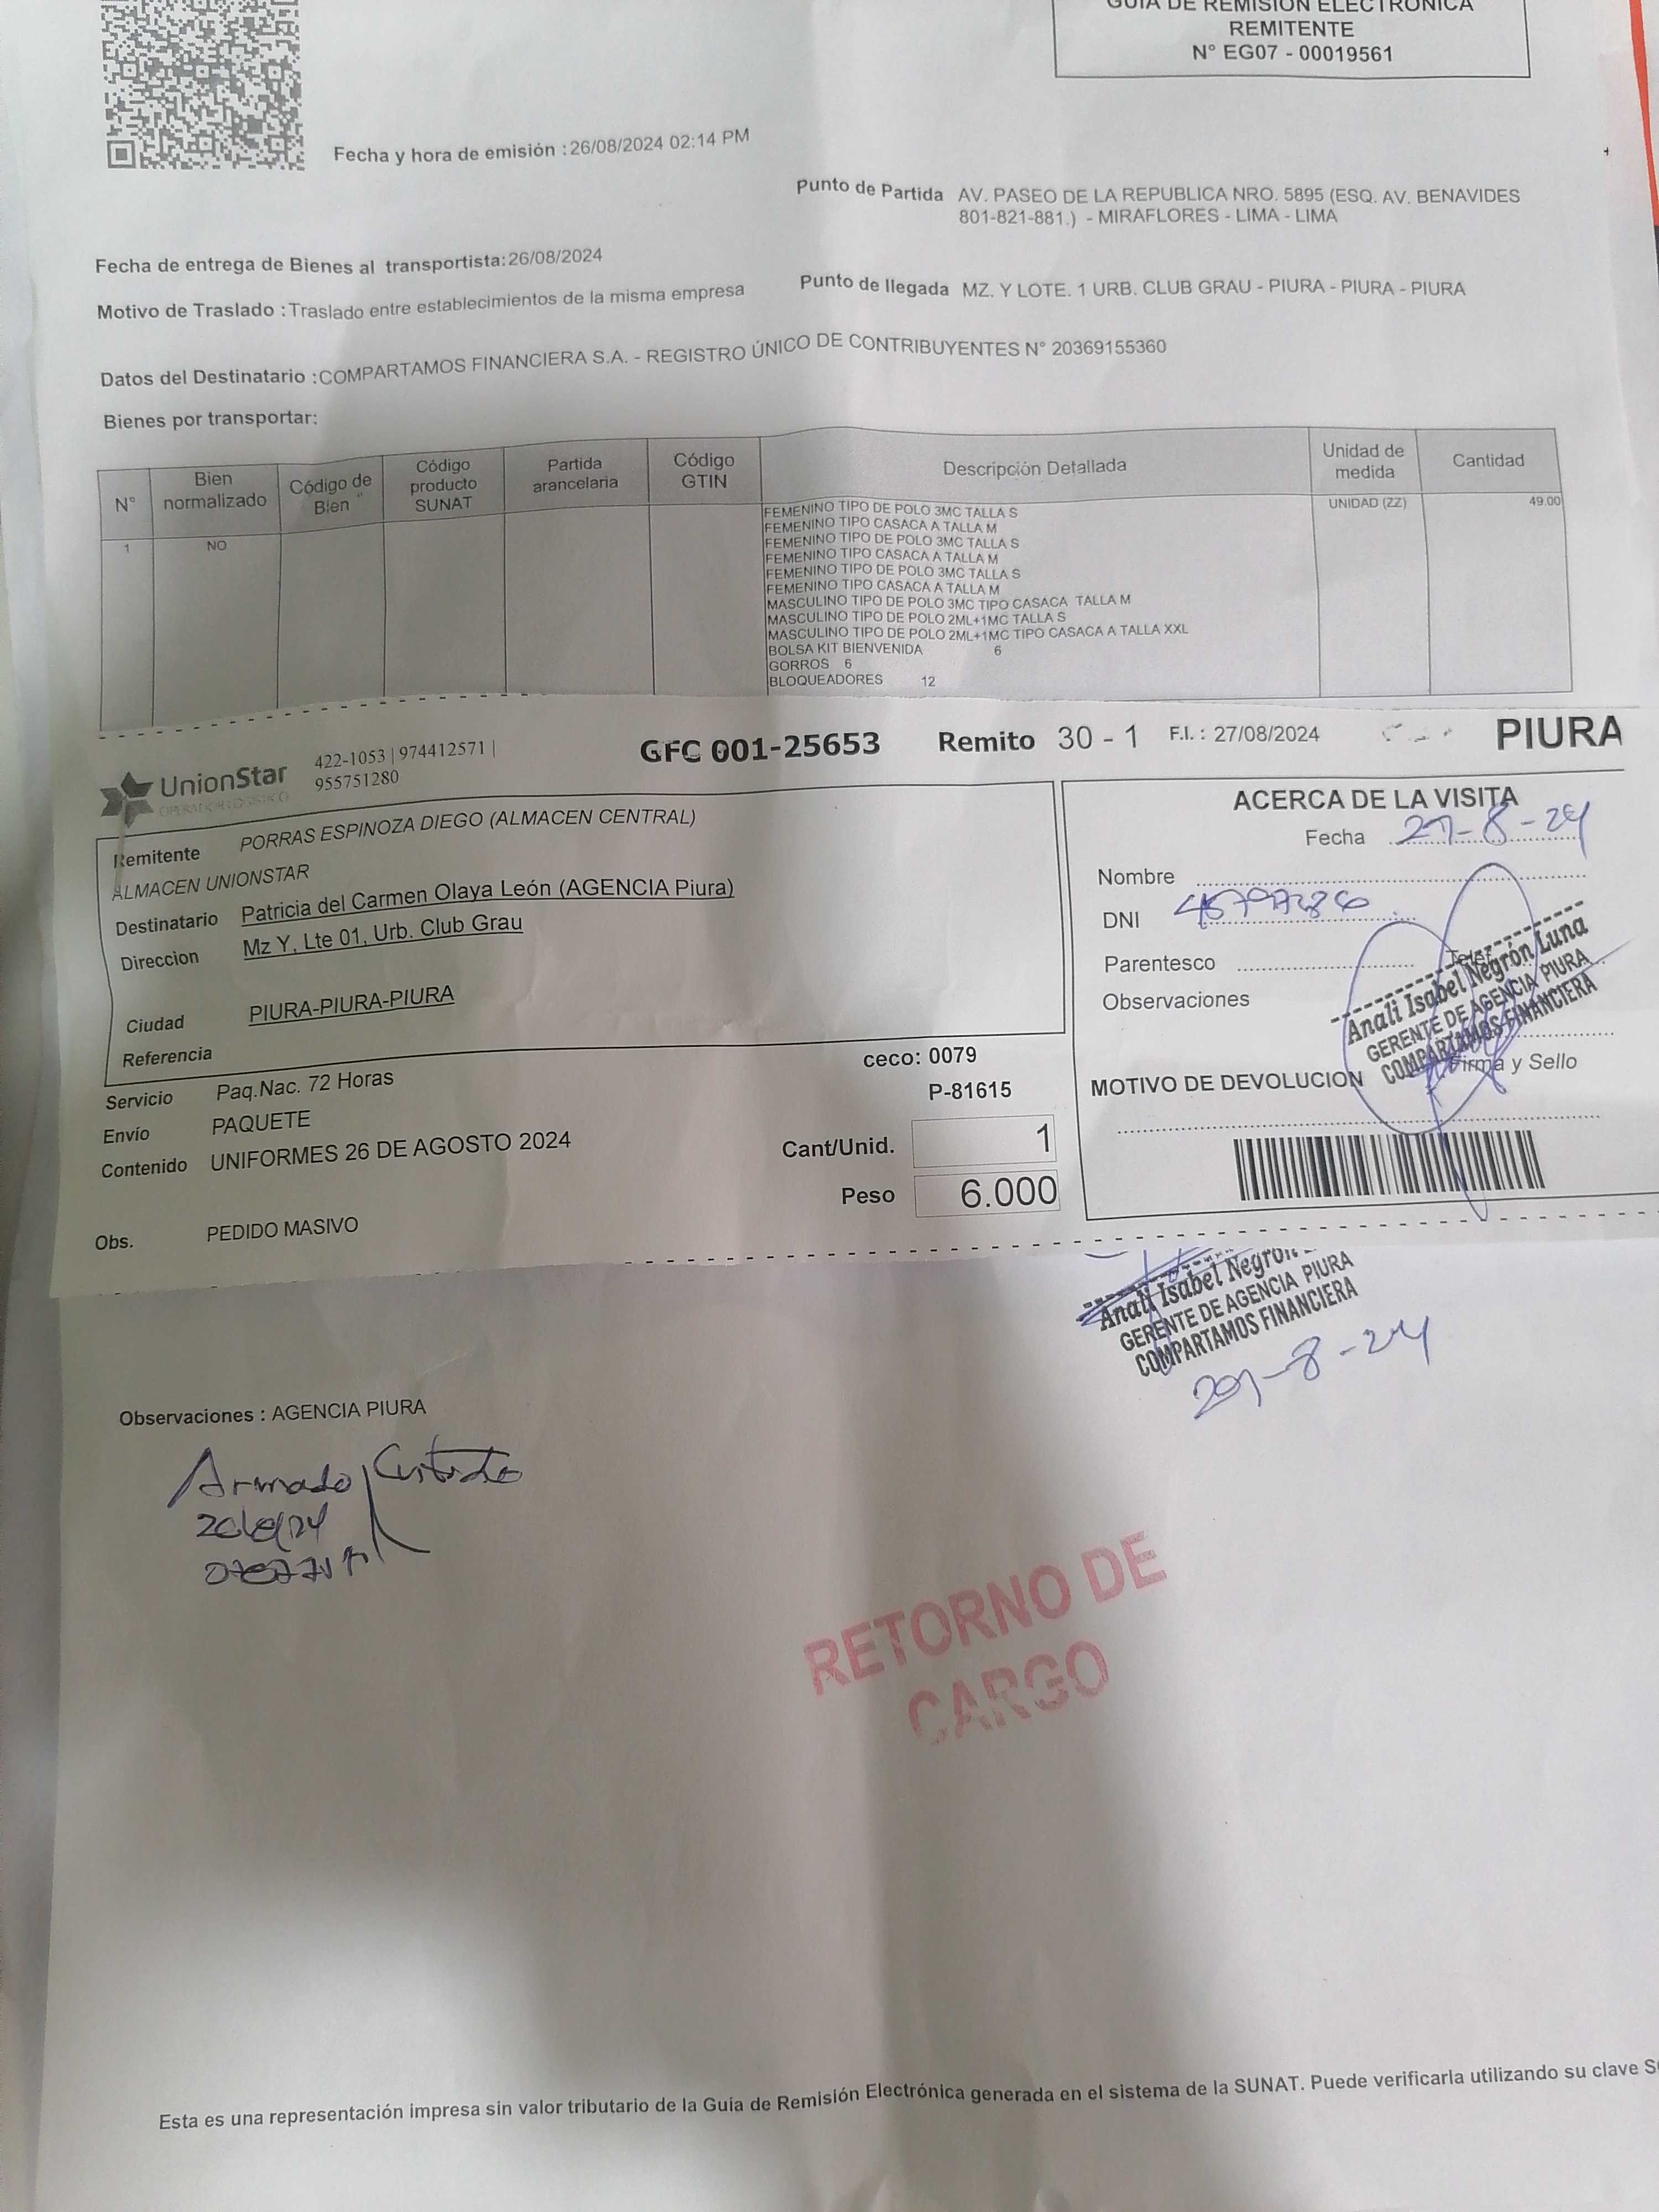 GUIA DE REMISION ELECTRONICA
REMITENTE
N° EG07 - 00019561
Fecha y hora de emisión : 26/08/2024 02:14 PM
Punto de Partida AV. PASEO DE LA REPUBLICA NRO. 5895 (ESQ. AV. BENAVIDES
801-821-881.) - MIRAFLORES - LIMA - LIMA
Fecha de entrega de Bienes al transportista: 26/08/2024
Motivo de Traslado : Traslado entre establecimientos de la misma empresa
Punto de llegada MZ. Y LOTE. 1 URB. CLUB GRAU - PIURA - PIURA - PIURA
Datos del Destinatario : COMPARTAMOS FINANCIERA S.A. - REGISTRO ÚNICO DE CONTRIBUYENTES N° 20369155360
Bienes por transportar:
N° Bien normalizado Código de Bien Código producto SUNAT Partida arancelaria Código GTIN Descripción Detallada Unidad de medida Cantidad
1 NO FEMENINO TIPO DE POLO 3MC TALLA S UNIDAD (ZZ) 49.00
FEMENINO TIPO CASACA A TALLA M
FEMENINO TIPO DE POLO 3MC TALLA S
FEMENINO TIPO CASACA A TALLA M
FEMENINO TIPO DE POLO 3MC TALLA S
FEMENINO TIPO CASACA A TALLA M
MASCULINO TIPO DE POLO 3MC TIPO CASACA TALLA M
MASCULINO TIPO DE POLO 2ML+1MC TALLA S
MASCULINO TIPO DE POLO 2ML+1MC TIPO CASACA A TALLA XXL
BOLSA KIT BIENVENIDA 6
GORROS 6
BLOQUEADORES 12
UnionStar
OPERADOR LOGISTICO
422-1053 | 974412571 |
955751280
GFC 001-25653 Remito 30 - 1 F.I. : 27/08/2024 PIURA
Remitente PORRAS ESPINOZA DIEGO (ALMACEN CENTRAL)
ALMACEN UNIONSTAR
Destinatario Patricia del Carmen Olaya León (AGENCIA Piura)
Direccion Mz Y, Lte 01, Urb. Club Grau
Ciudad PIURA-PIURA-PIURA
Referencia
ceco: 0079
Servicio Paq.Nac. 72 Horas
P-81615
Envío PAQUETE
Contenido UNIFORMES 26 DE AGOSTO 2024
Cant/Unid. 1
Peso 6.000
Obs. PEDIDO MASIVO
ACERCA DE LA VISITA
Fecha 27-8-24
Nombre
DNI
Parentesco Telef.
Observaciones
Anali Isabel Negrón Luna
GERENTE DE AGENCIA PIURA
COMPARTAMOS FINANCIERA
Firma y Sello
MOTIVO DE DEVOLUCION
Anali Isabel Negrón
GERENTE DE AGENCIA PIURA
COMPARTAMOS FINANCIERA
27-8-24
Observaciones : AGENCIA PIURA
Armado
RETORNO DE
CARGO
Esta es una representación impresa sin valor tributario de la Guía de Remisión Electrónica generada en el sistema de la SUNAT. Puede verificarla utilizando su clave